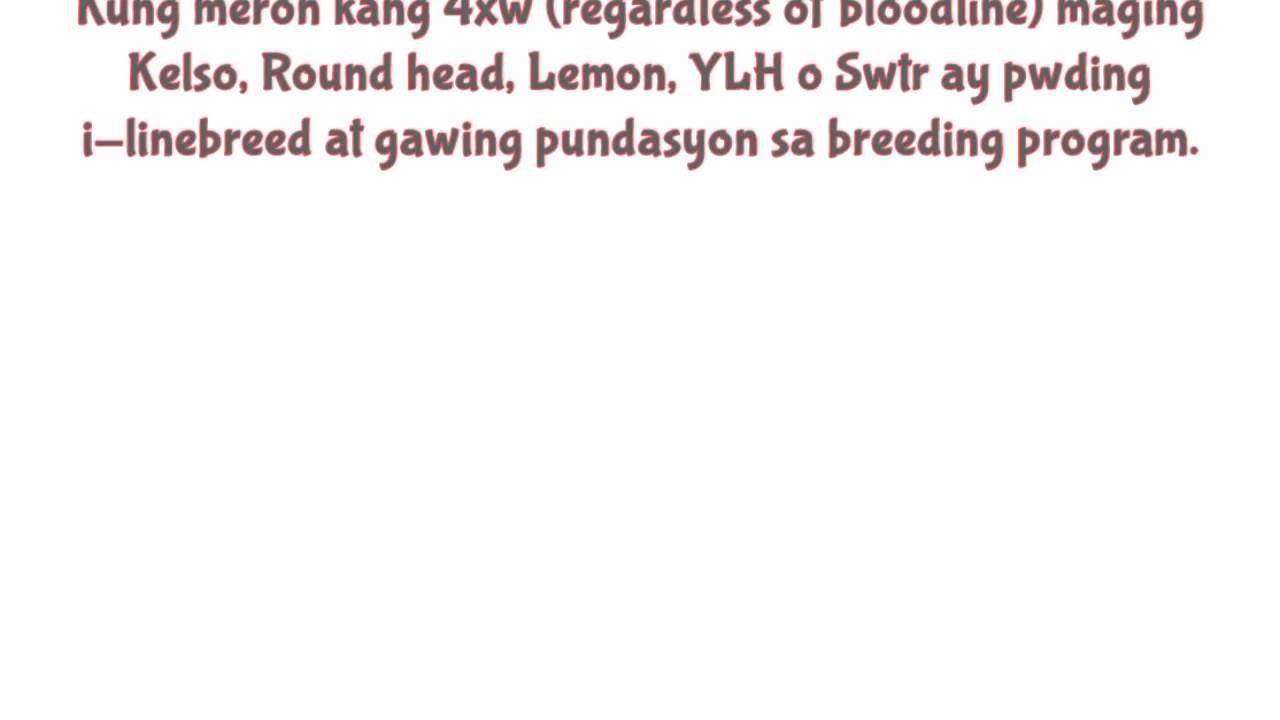 Kung meron kang 4xw (regardless of bloodline) maging
Kelso, Round head, Lemon, YLH o Swtr ay pwding
i-linebreed at gawing pundasyon sa breeding program.